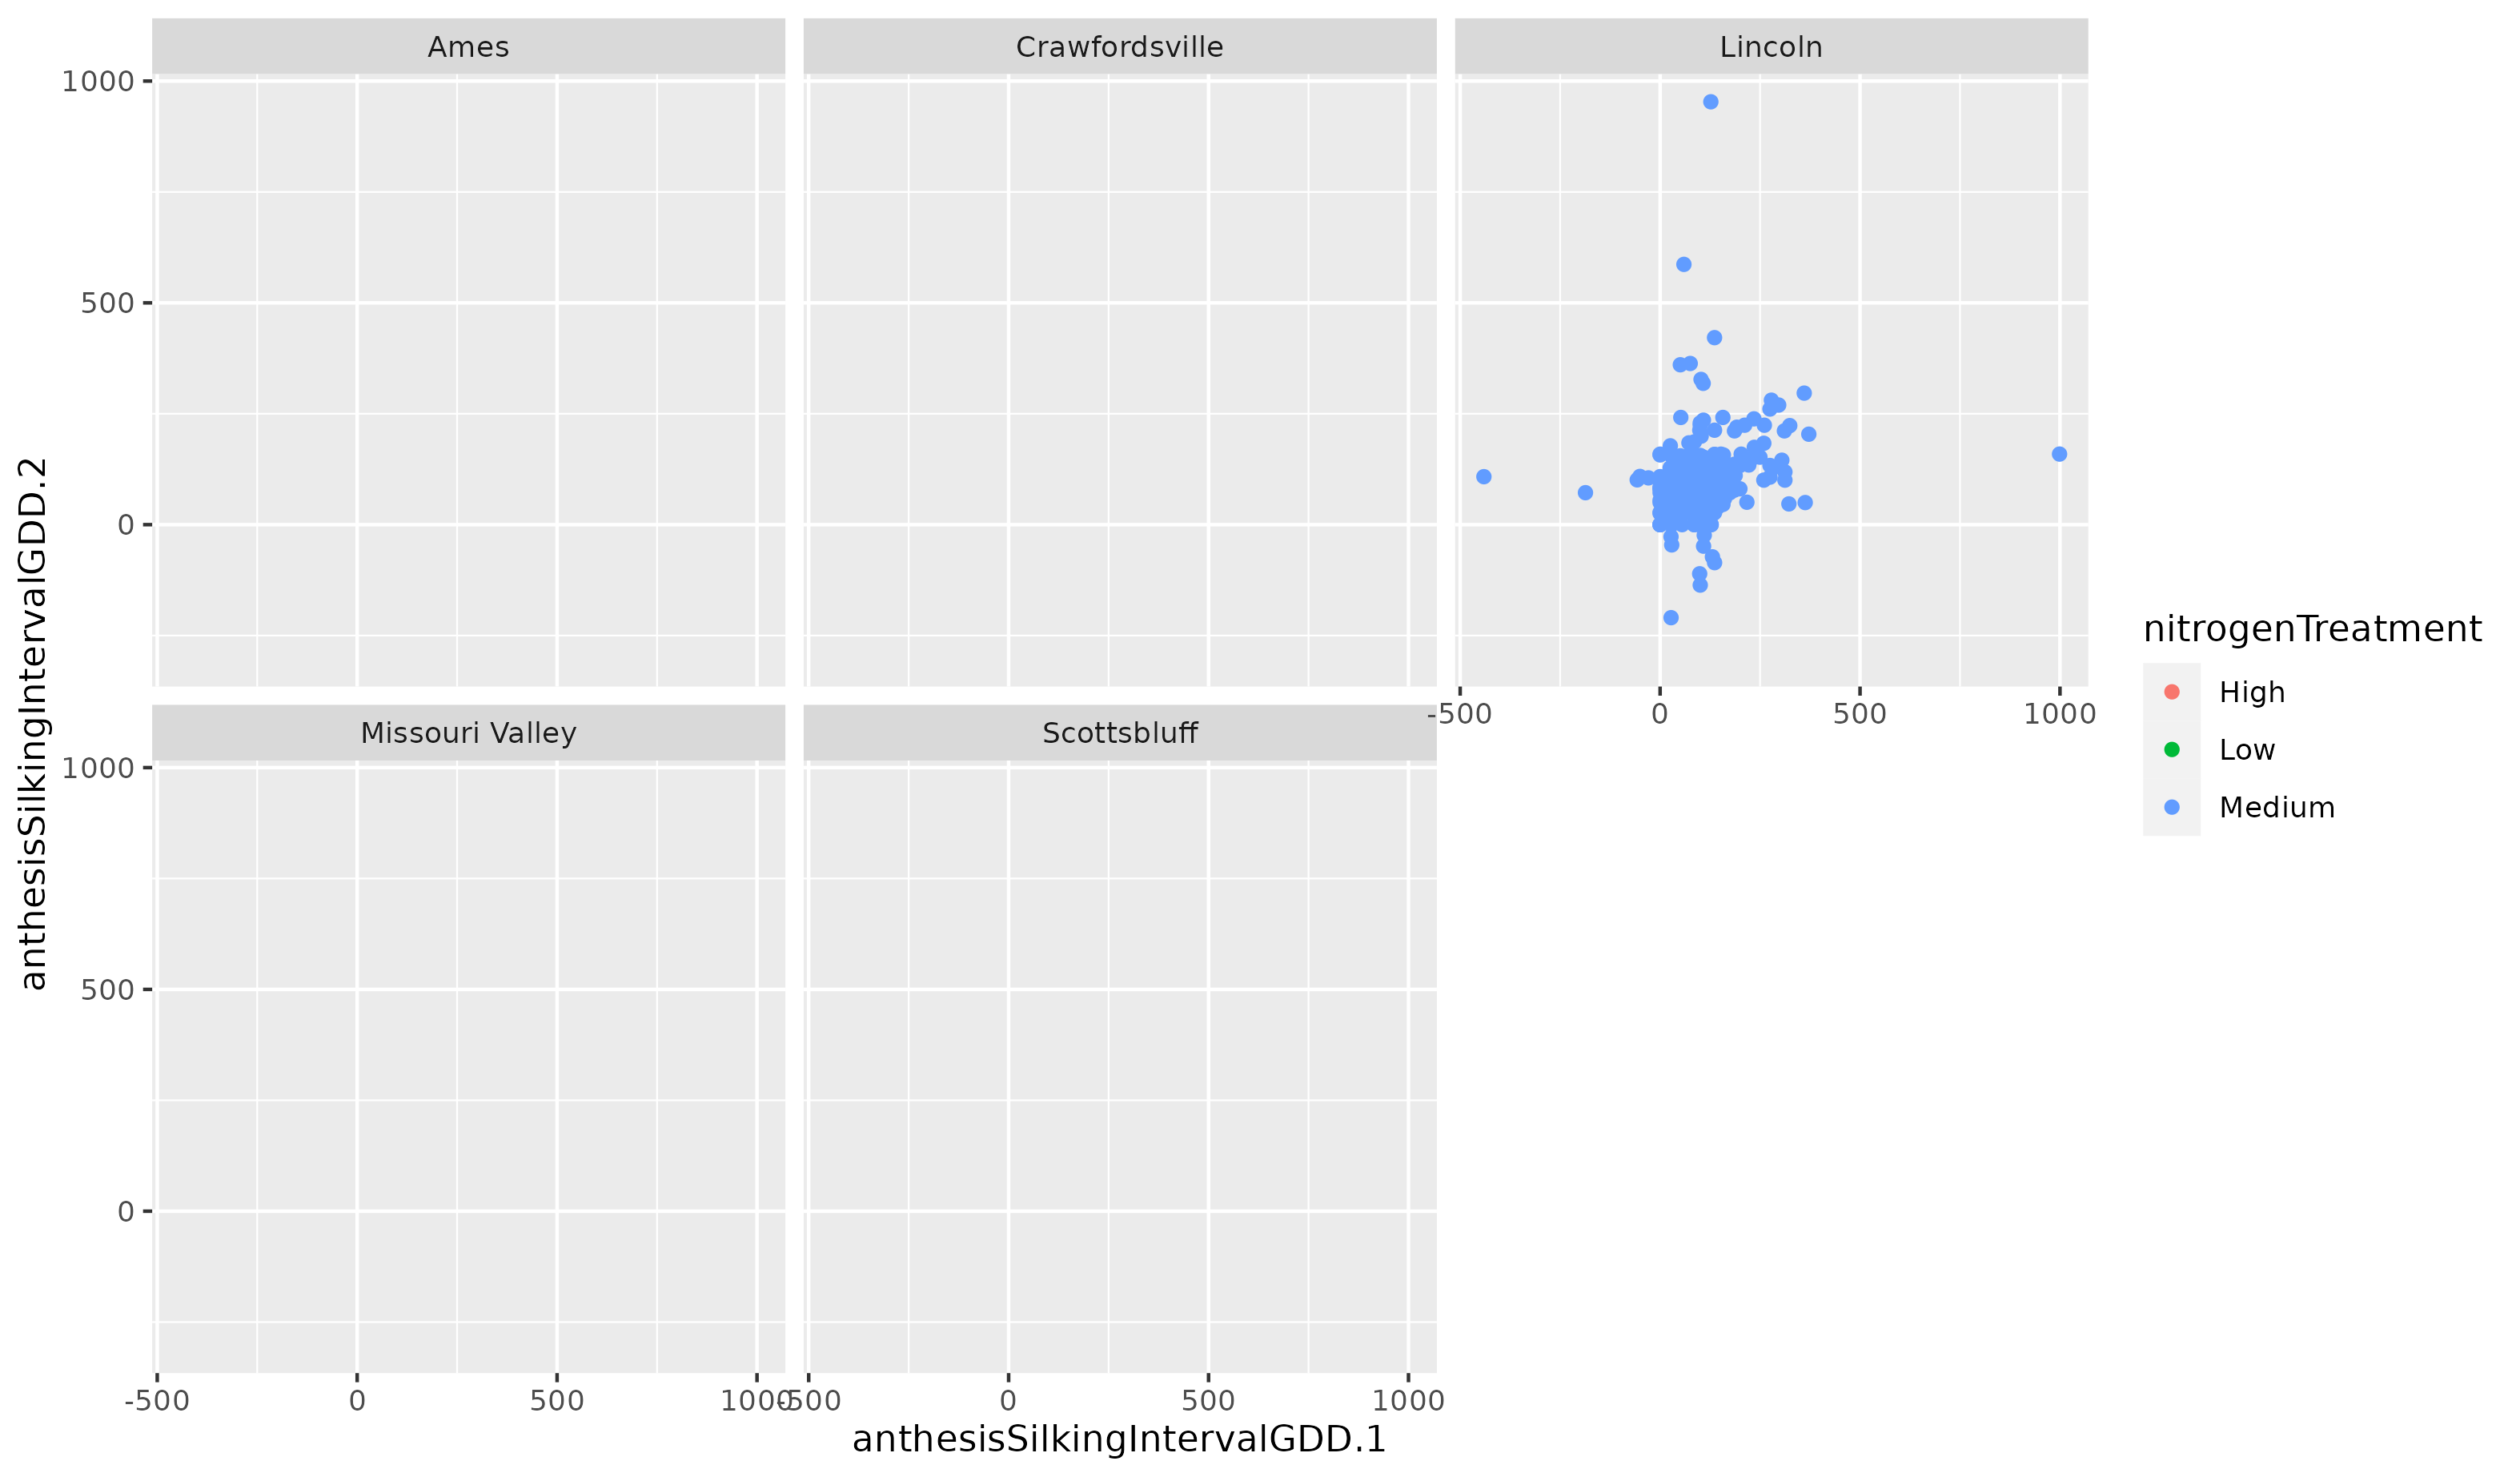 Ames
Crawfordsville
Lincoln
1000
500
0
-500
0
500
1000
Missouri Valley
Scottsbluff
1000
500
0
-500
0
500
1000
-500
0
500
1000
anthesisSilkingIntervalGDD.1
anthesisSilkingIntervalGDD.2
nitrogenTreatment
High
Low
Medium